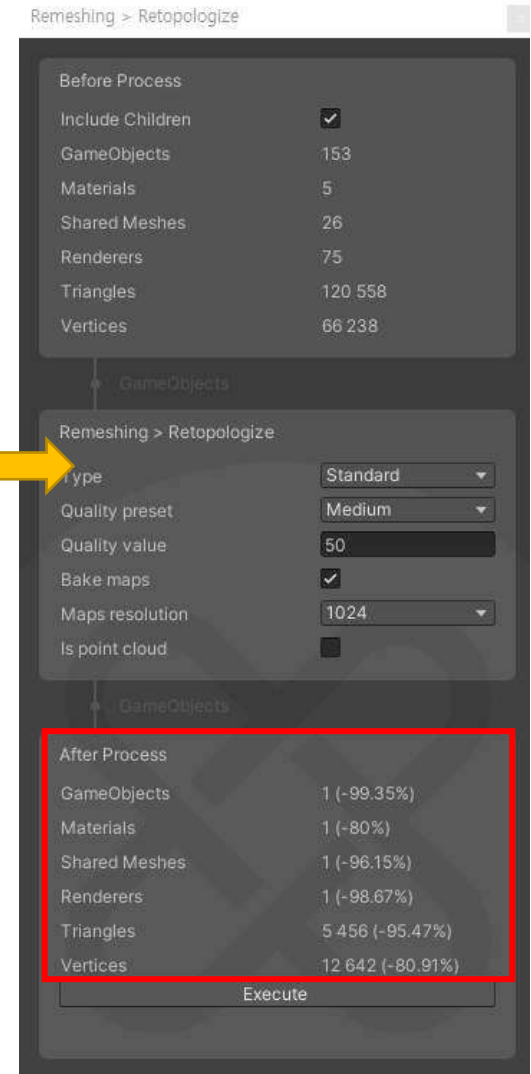 Remeshing > Retopologize
Before Process
Include Children
GameObjects 153
Materials 5
Shared Meshes 26
Renderers 75
Triangles 120 558
Vertices 66 238
GameObjects
Remeshing > Retopologize
Type Standard
Quality preset Medium
Quality value 50
Bake maps
Maps resolution 1024
Is point cloud
GameObjects
After Process
GameObjects 1 (-99.35%)
Materials 1 (-80%)
Shared Meshes 1 (-96.15%)
Renderers 1 (-98.67%)
Triangles 5 456 (-95.47%)
Vertices 12 642 (-80.91%)
Execute